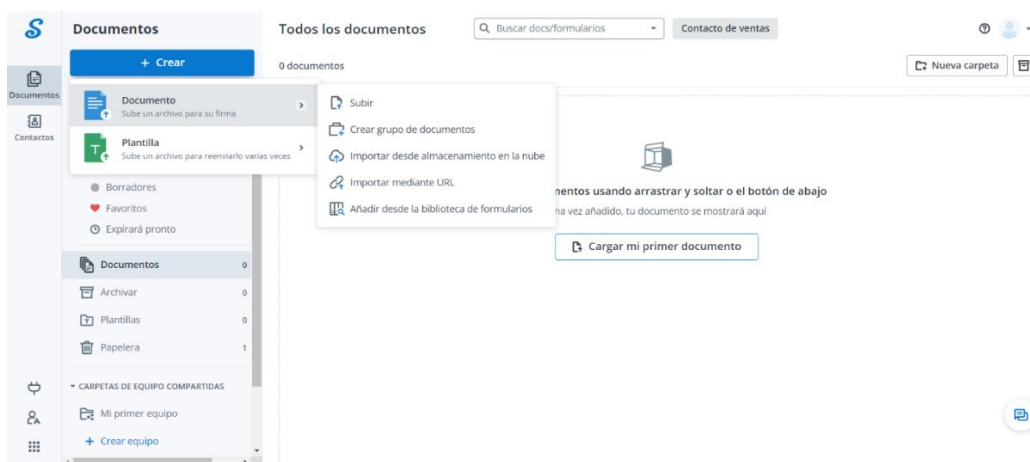 Documentos
Todos los documentos
Buscar docs/formularios
Contacto de ventas
+ Crear
0 documentos
Nueva carpeta
Documentos
Contactos
Documento
Sube un archivo para su firma
Plantilla
Sube un archivo para reenviarlo varias veces
Subir
Crear grupo de documentos
Importar desde almacenamiento en la nube
Importar mediante URL
Añadir desde la biblioteca de formularios
Borradores
Favoritos
Expirará pronto
Documentos 0
Archivar 0
Plantillas 0
Papelera 1
CARPETAS DE EQUIPO COMPARTIDAS
Mi primer equipo
+ Crear equipo
mentos usando arrastrar y soltar o el botón de abajo
na vez añadido, tu documento se mostrará aquí
Cargar mi primer documento